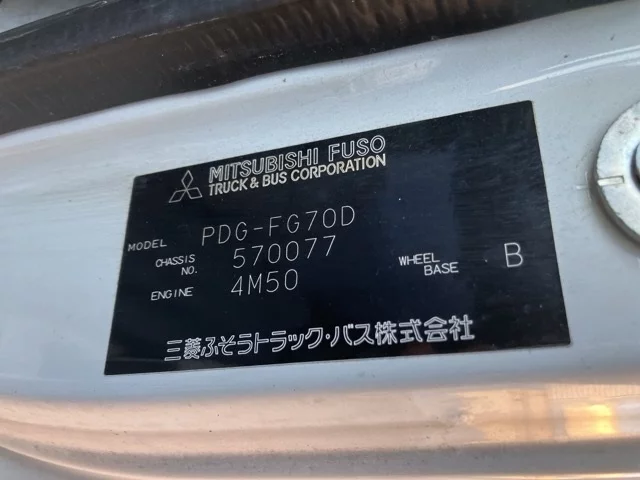 MITSUBISHI FUSO
TRUCK & BUS CORPORATION
MODEL PDG-FG70D
CHASSIS NO. 570077
WHEEL BASE B
ENGINE 4M50
三菱ふそうトラック・バス株式会社